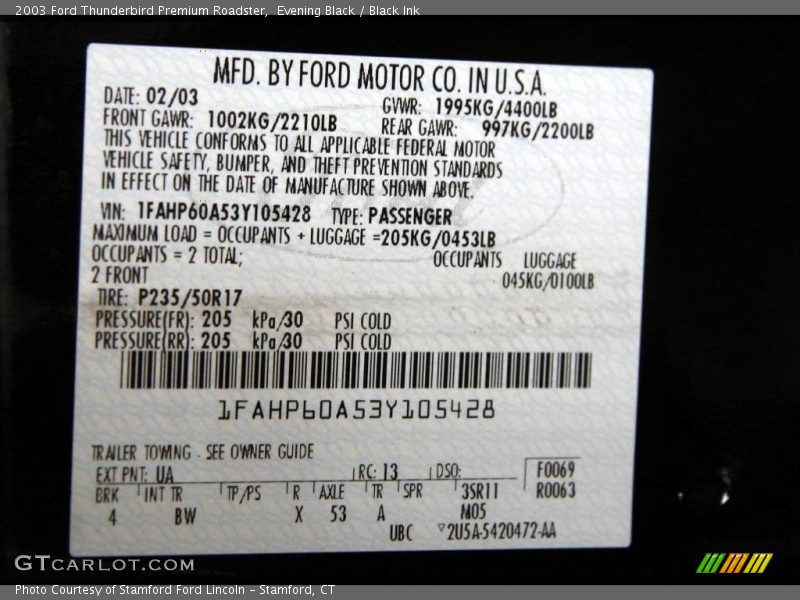 2003 Ford Thunderbird Premium Roadster,  Evening Black / Black Ink
MFD. BY FORD MOTOR CO. IN U.S.A.
DATE: 02/03 GVWR: 1995KG/4400LB
FRONT GAWR: 1002KG/2210LB REAR GAWR: 997KG/2200LB
THIS VEHICLE CONFORMS TO ALL APPLICABLE FEDERAL MOTOR
VEHICLE SAFETY, BUMPER, AND THEFT PREVENTION STANDARDS
IN EFFECT ON THE DATE OF MANUFACTURE SHOWN ABOVE.
VIN: 1FAHP60A53Y105428 TYPE: PASSENGER
MAXIMUM LOAD = OCCUPANTS + LUGGAGE =205KG/0453LB
OCCUPANTS = 2 TOTAL; OCCUPANTS LUGGAGE
2 FRONT 045KG/0100LB
TIRE: P235/50R17
PRESSURE(FR): 205 kPa/30 PSI COLD
PRESSURE(RR): 205 kPa/30 PSI COLD
1FAHP60A53Y105428
TRAILER TOWING - SEE OWNER GUIDE
EXT PNT: UA RC: 13 DSO: F0069
BRK INT TR TP/PS R AXLE TR SPR 3SR11 R0063
4 BW X 53 A M05
UBC ▽2U5A-5420472-AA
GTCARLOT.COM
Photo Courtesy of Stamford Ford Lincoln - Stamford, CT